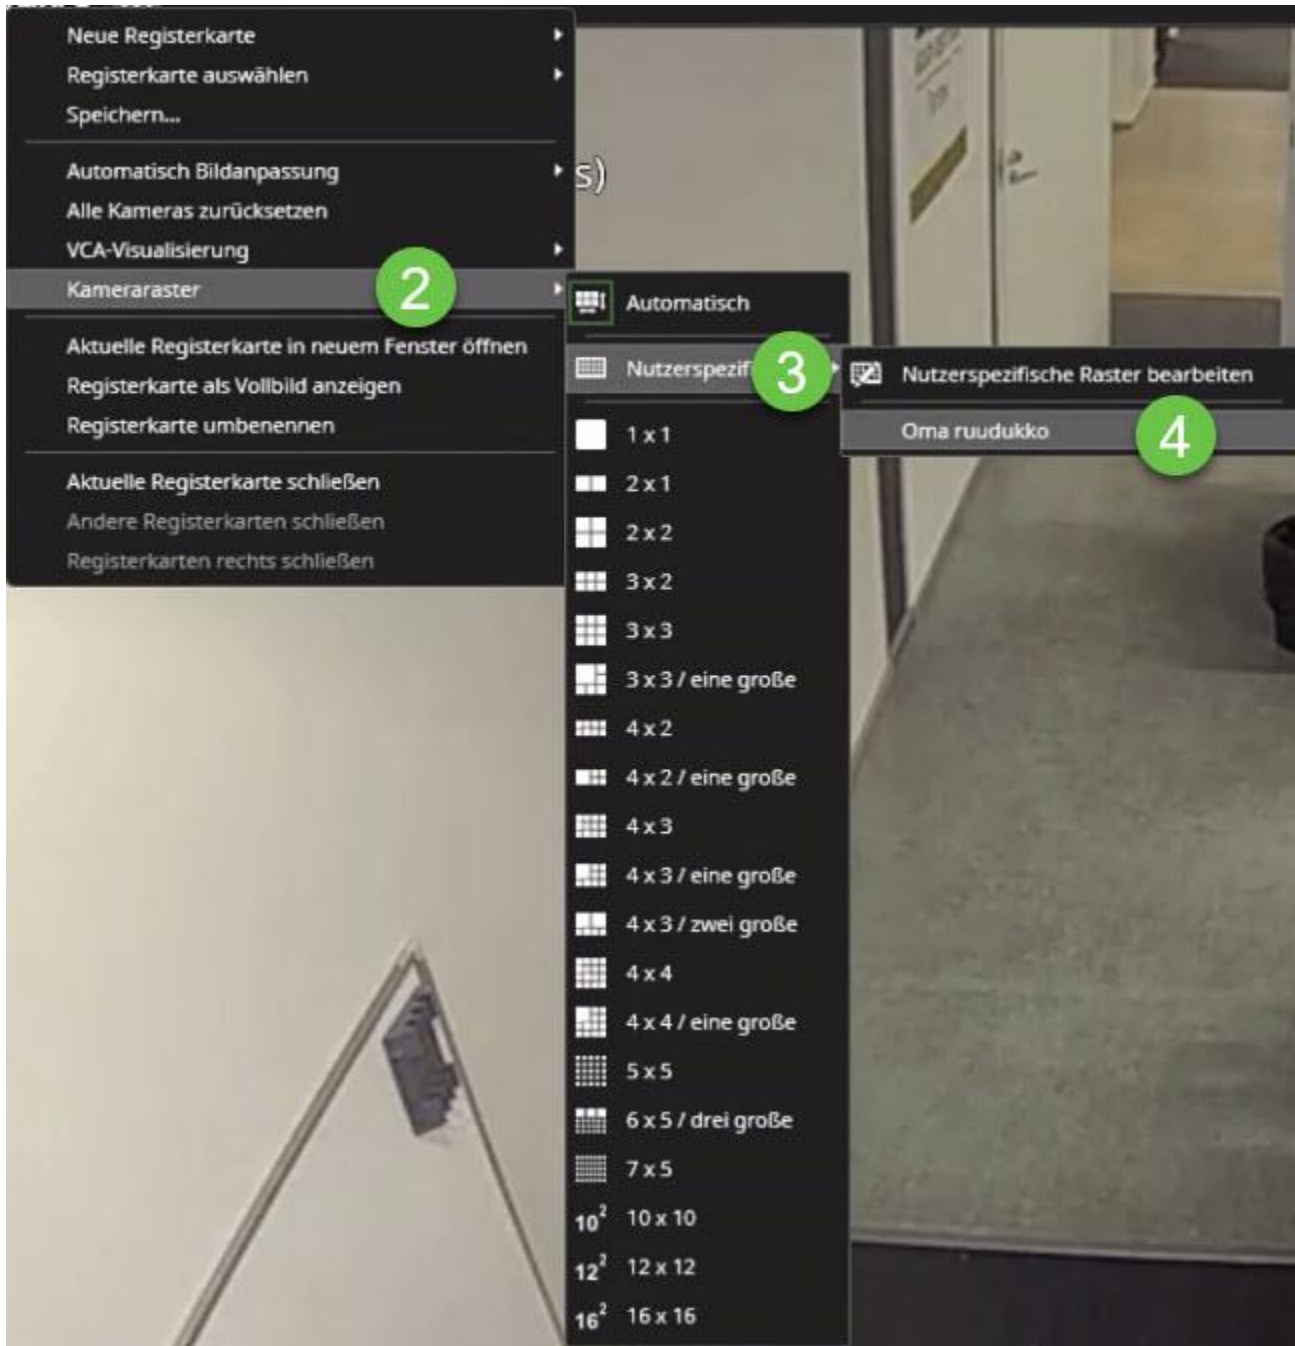 Neue Registerkarte
Registerkarte auswählen
Speichern...
Automatisch Bildanpassung
Alle Kameras zurücksetzen
VCA-Visualisierung
Kameraraster
2
Aktuelle Registerkarte in neuem Fenster öffnen
Registerkarte als Vollbild anzeigen
Registerkarte umbenennen
Aktuelle Registerkarte schließen
Andere Registerkarten schließen
Registerkarten rechts schließen
s)
Automatisch
Nutzerspezif
3
1 x 1
2 x 1
2 x 2
3 x 2
3 x 3
3 x 3 / eine große
4 x 2
4 x 2 / eine große
4 x 3
4 x 3 / eine große
4 x 3 / zwei große
4 x 4
4 x 4 / eine große
5 x 5
6 x 5 / drei große
7 x 5
10² 10 x 10
12² 12 x 12
16² 16 x 16
Nutzerspezifische Raster bearbeiten
Oma ruudukko
4